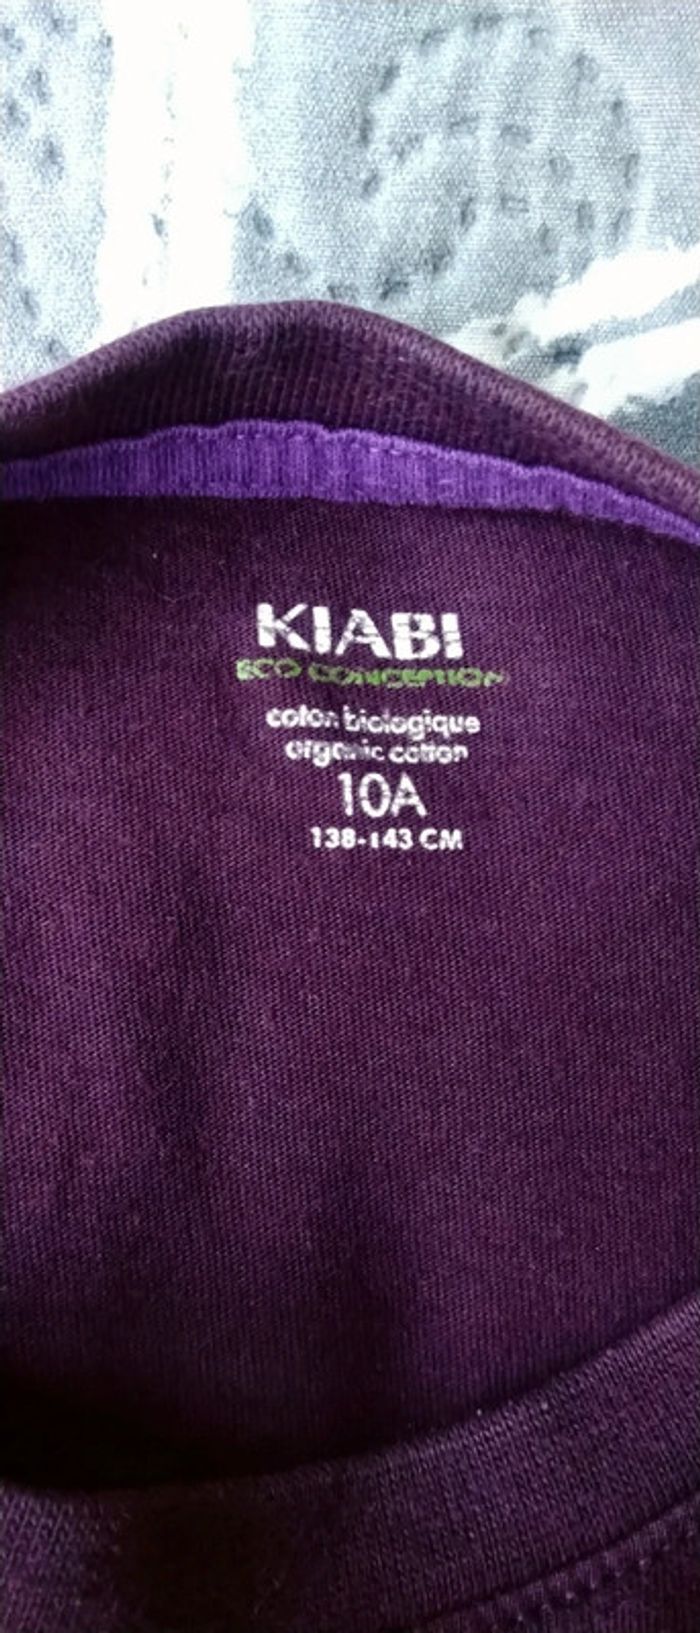 KIABI
ECO CONCEPTION
coton biologique
organic cotton
10A
138-143 CM